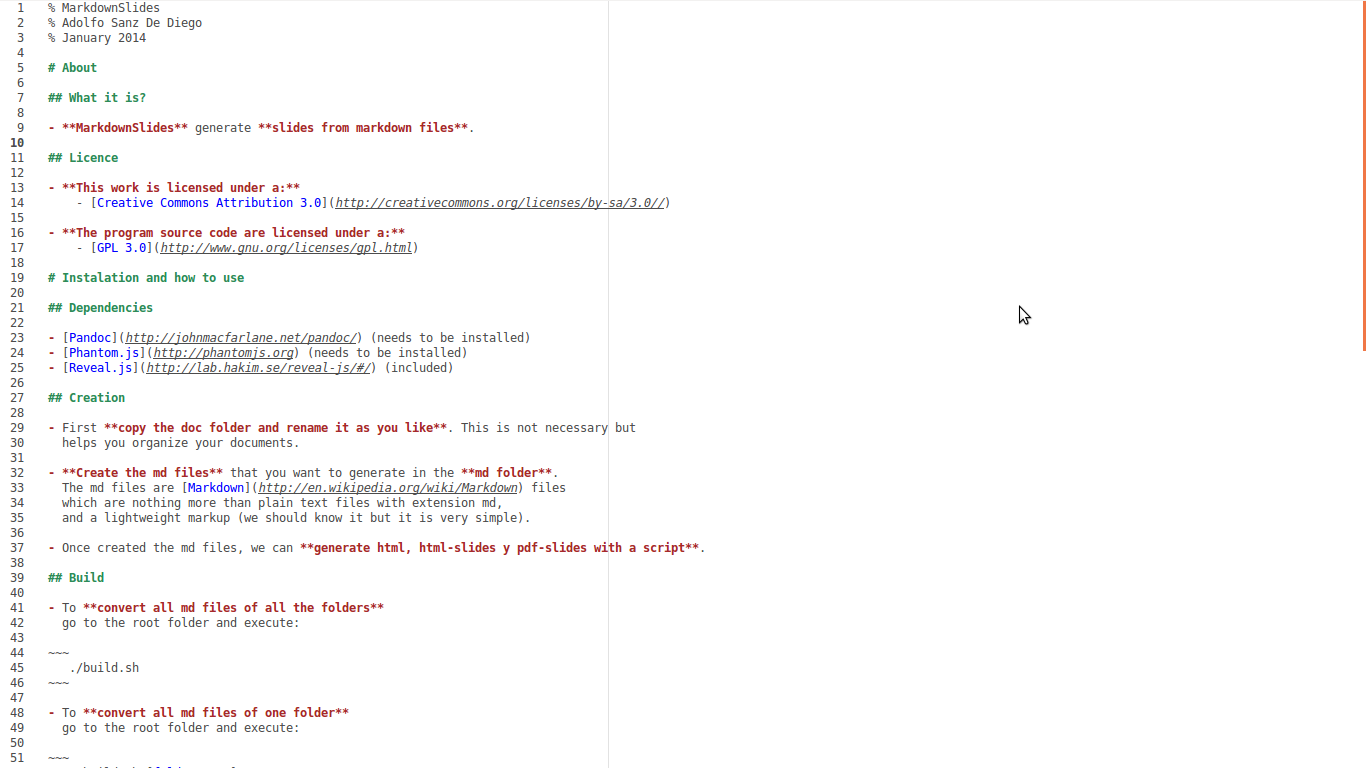 1 % MarkdownSlides
2 % Adolfo Sanz De Diego
3 % January 2014
4
5 # About
6
7 ## What it is?
8
9 - **MarkdownSlides** generate **slides from markdown files**.
10
11 ## Licence
12
13 - **This work is licensed under a:**
14     - [Creative Commons Attribution 3.0](http://creativecommons.org/licenses/by-sa/3.0//)
15
16 - **The program source code are licensed under a:**
17     - [GPL 3.0](http://www.gnu.org/licenses/gpl.html)
18
19 # Instalation and how to use
20
21 ## Dependencies
22
23 - [Pandoc](http://johnmacfarlane.net/pandoc/) (needs to be installed)
24 - [Phantom.js](http://phantomjs.org) (needs to be installed)
25 - [Reveal.js](http://lab.hakim.se/reveal-js/#/) (included)
26
27 ## Creation
28
29 - First **copy the doc folder and rename it as you like**. This is not necessary but
30   helps you organize your documents.
31
32 - **Create the md files** that you want to generate in the **md folder**.
33   The md files are [Markdown](http://en.wikipedia.org/wiki/Markdown) files
34   which are nothing more than plain text files with extension md,
35   and a lightweight markup (we should know it but it is very simple).
36
37 - Once created the md files, we can **generate html, html-slides y pdf-slides with a script**.
38
39 ## Build
40
41 - To **convert all md files of all the folders**
42   go to the root folder and execute:
43
44 ~~~
45    ./build.sh
46 ~~~
47
48 - To **convert all md files of one folder**
49   go to the root folder and execute:
50
51 ~~~